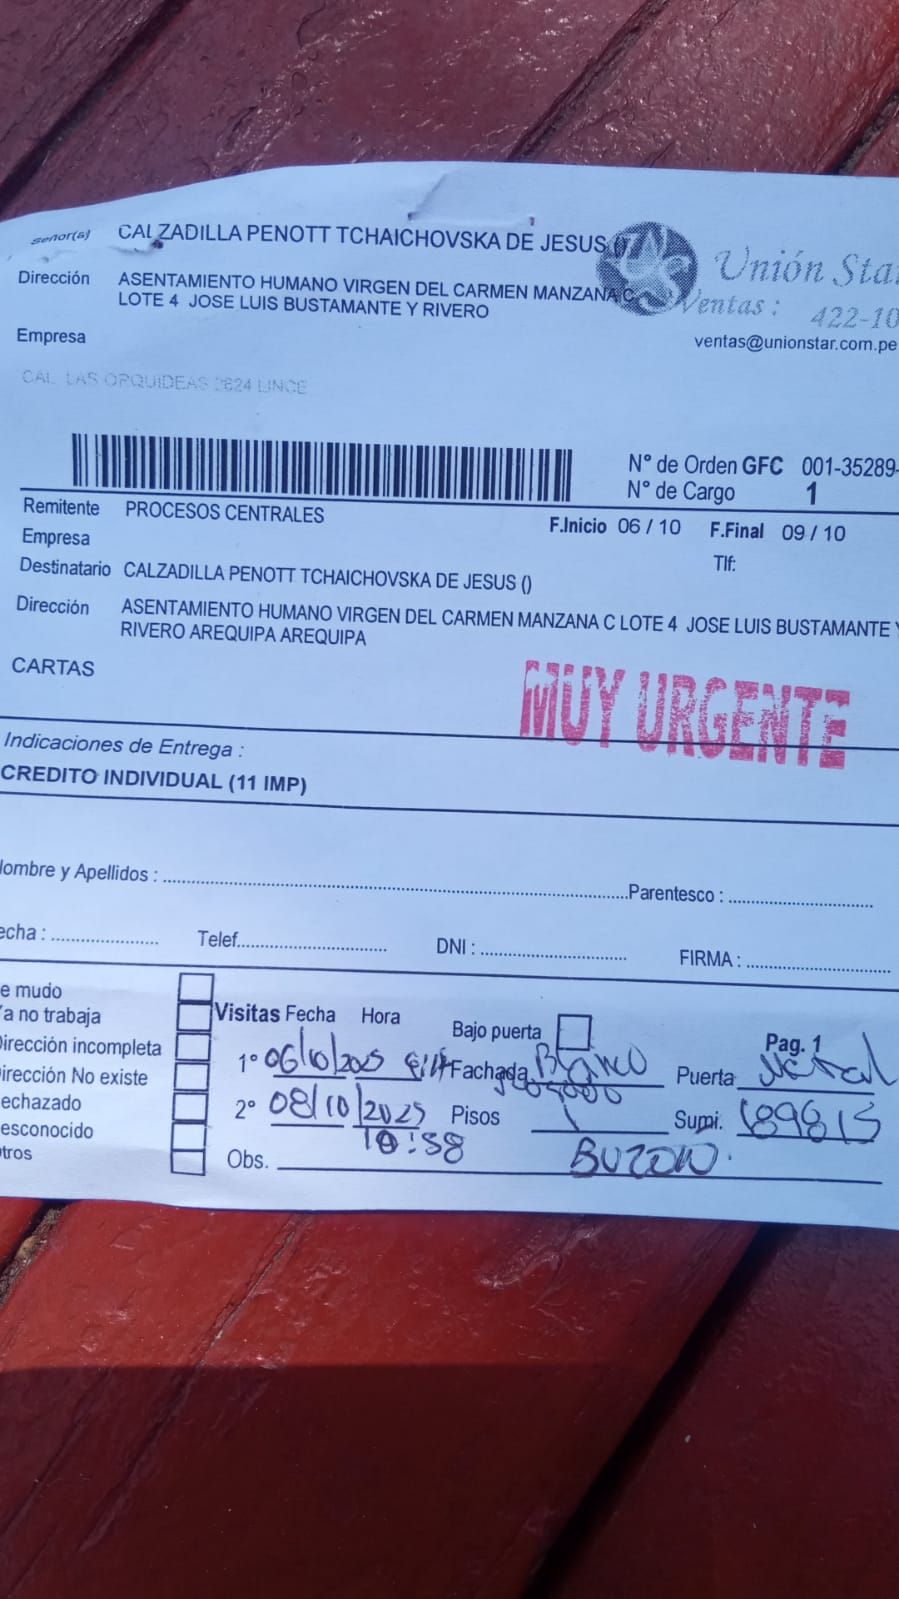 Señor(s) CALZADILLA PENOTT TCHAICHOVSKA DE JESUS ()
Unión Sta
Dirección ASENTAMIENTO HUMANO VIRGEN DEL CARMEN MANZANA C
LOTE 4 JOSE LUIS BUSTAMANTE Y RIVERO
Ventas: 422-10
Empresa
ventas@unionstar.com.pe
CAL. LAS ORQUIDEAS 2624 LINCE
N° de Orden GFC 001-35289-
N° de Cargo 1
Remitente PROCESOS CENTRALES
F.Inicio 06 / 10 F.Final 09 / 10
Empresa
Tlf:
Destinatario CALZADILLA PENOTT TCHAICHOVSKA DE JESUS ()
Dirección ASENTAMIENTO HUMANO VIRGEN DEL CARMEN MANZANA C LOTE 4 JOSE LUIS BUSTAMANTE Y
RIVERO AREQUIPA AREQUIPA
CARTAS
MUY URGENTE
Indicaciones de Entrega :
CREDITO INDIVIDUAL (11 IMP)
Nombre y Apellidos : Parentesco :
echa : Telef. DNI : FIRMA :
e mudo
Ya no trabaja
Visitas Fecha Hora Bajo puerta Pag. 1
Dirección incompleta
1° 06/10/2025 Fachada Blanco Puerta Metal
Dirección No existe
echazado
2° 08/10/2025 Pisos 1 Sumi. 189815
10:58
esconocido
Obs. BUZON.
tros